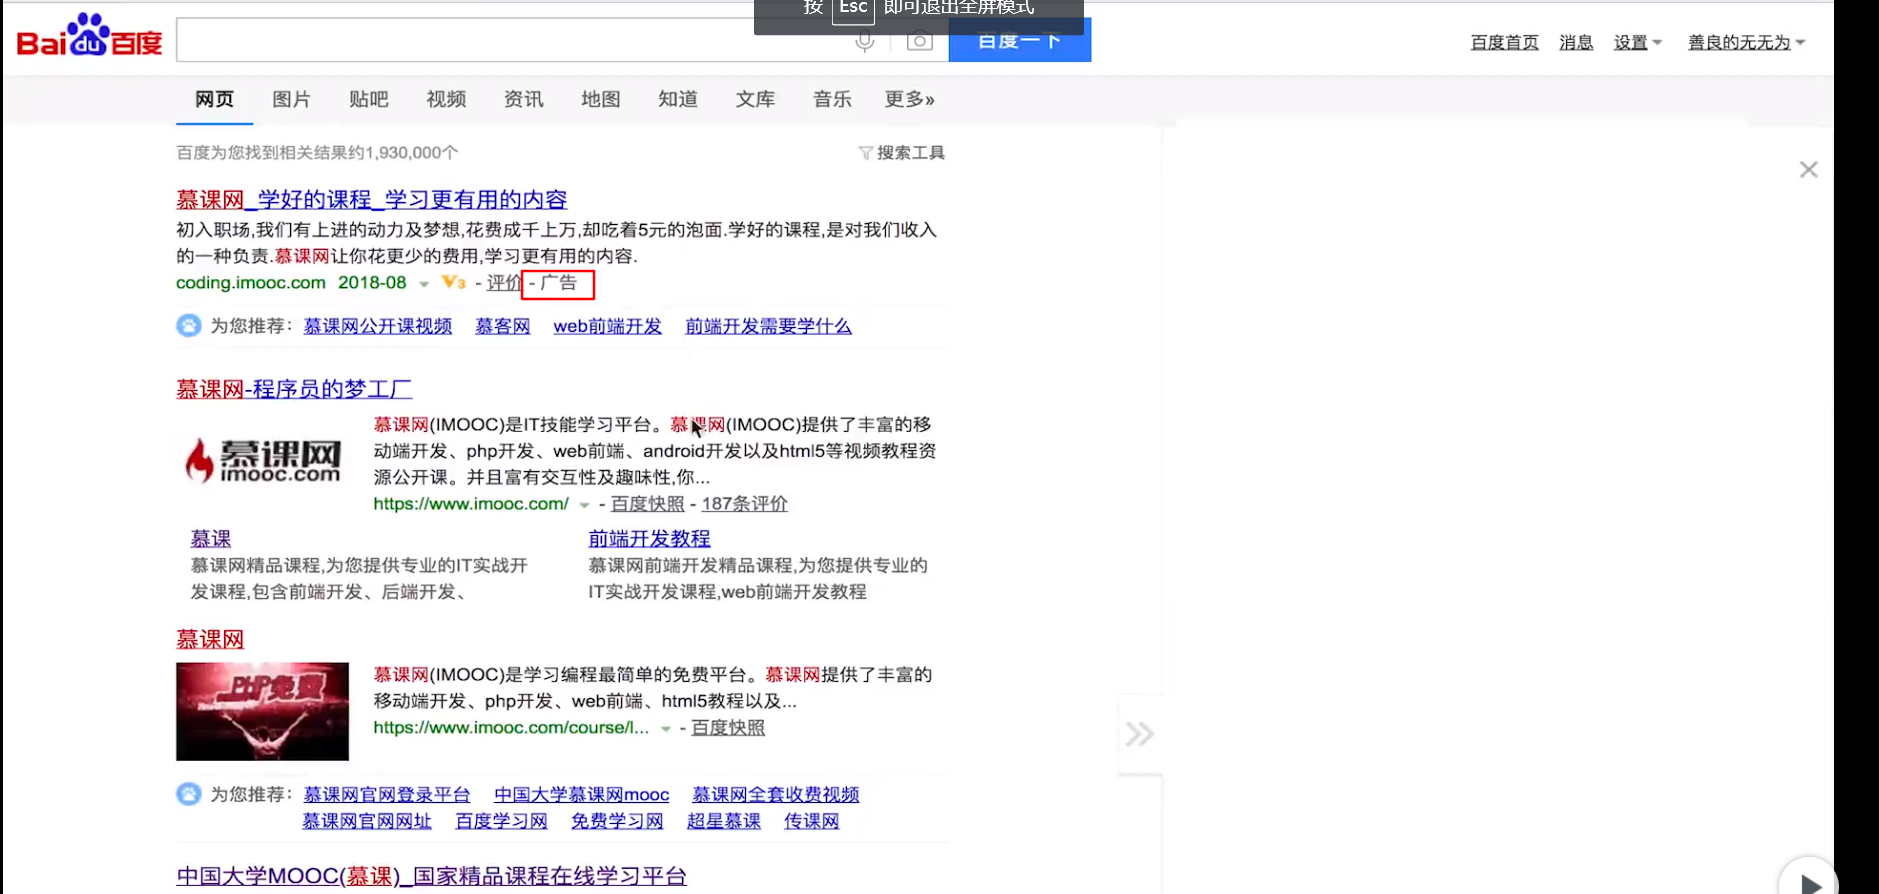 按 Esc 即可退出全屏模式
Bai du 百度
百度一下
百度首页 消息 设置 善良的无无为
网页 图片 贴吧 视频 资讯 地图 知道 文库 音乐 更多»
百度为您找到相关结果约1,930,000个
搜索工具
慕课网_学好的课程_学习更有用的内容
初入职场,我们有上进的动力及梦想,花费成千上万,却吃着5元的泡面.学好的课程,是对我们收入
的一种负责.慕课网让你花更少的费用,学习更有用的内容.
coding.imooc.com 2018-08 V3 - 评价 - 广告
为您推荐: 慕课网公开课视频 慕客网 web前端开发 前端开发需要学什么
慕课网-程序员的梦工厂
慕课网
imooc.com
慕课网(IMOOC)是IT技能学习平台。慕课网(IMOOC)提供了丰富的移
动端开发、php开发、web前端、android开发以及html5等视频教程资
源公开课。并且富有交互性及趣味性,你...
https://www.imooc.com/ - 百度快照 - 187条评价
慕课
慕课网精品课程,为您提供专业的IT实战开
发课程,包含前端开发、后端开发、
前端开发教程
慕课网前端开发精品课程,为您提供专业的
IT实战开发课程,web前端开发教程
慕课网
PHP免费
慕课网(IMOOC)是学习编程最简单的免费平台。慕课网提供了丰富的
移动端开发、php开发、web前端、html5教程以及...
https://www.imooc.com/course/l... - 百度快照
为您推荐: 慕课网官网登录平台 中国大学慕课网mooc 慕课网全套收费视频
慕课网官网网址 百度学习网 免费学习网 超星慕课 传课网
中国大学MOOC(慕课)_国家精品课程在线学习平台